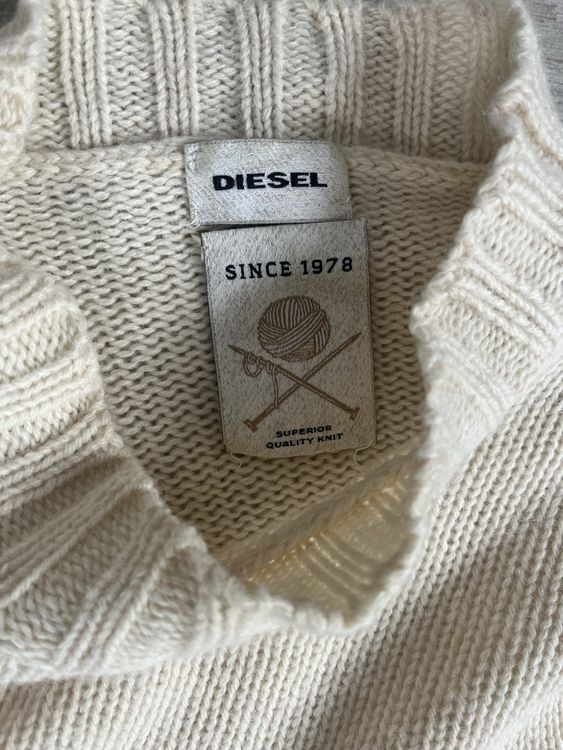 DIESEL
SINCE 1978
SUPERIOR
QUALITY KNIT